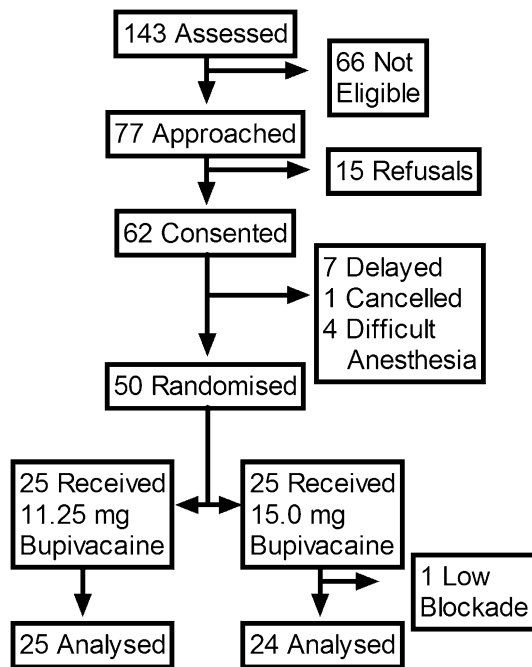 143 Assessed
66 Not
Eligible
77 Approached
15 Refusals
62 Consented
7 Delayed
1 Cancelled
4 Difficult
Anesthesia
50 Randomised
25 Received
11.25 mg
Bupivacaine
25 Received
15.0 mg
Bupivacaine
1 Low
Blockade
25 Analysed
24 Analysed